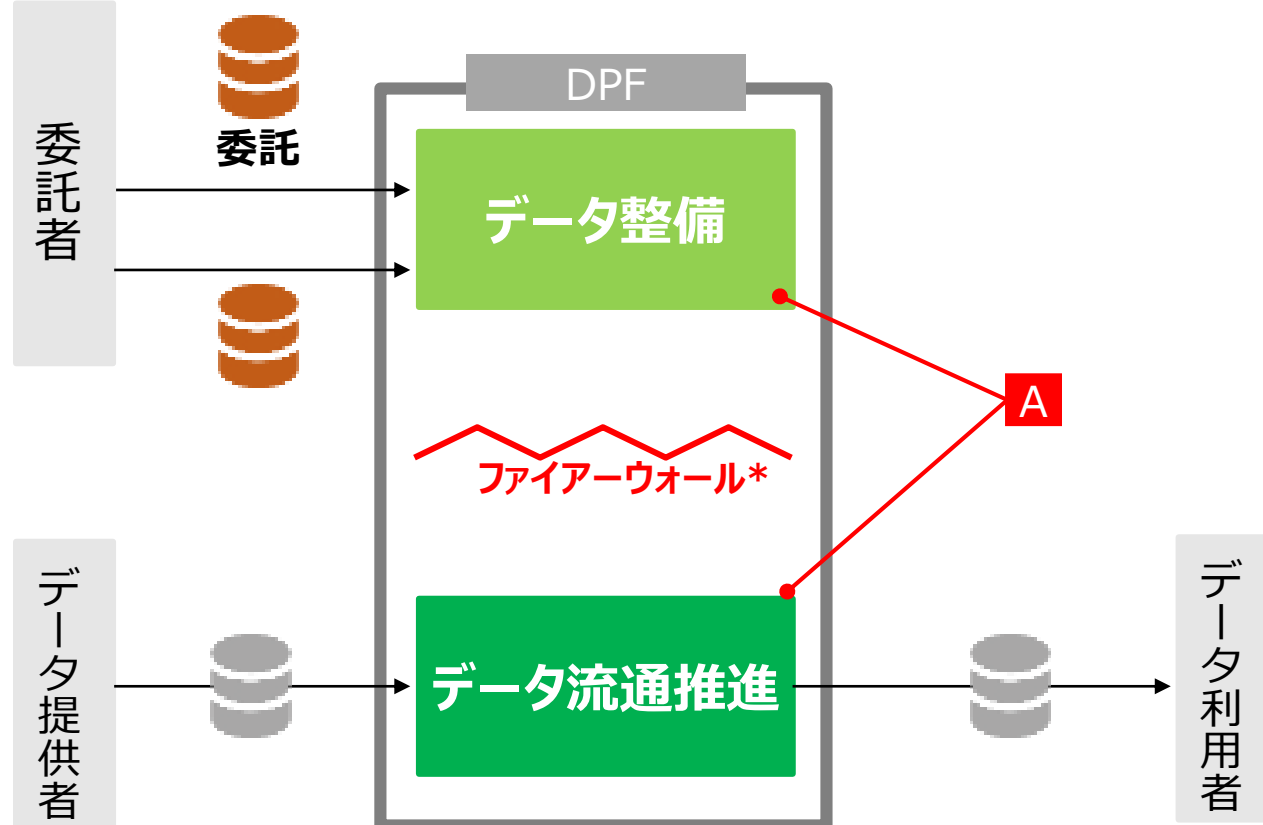 DPF
委託者
委託
データ整備
A
ファイアーウォール*
データ提供者
データ流通推進
データ利用者